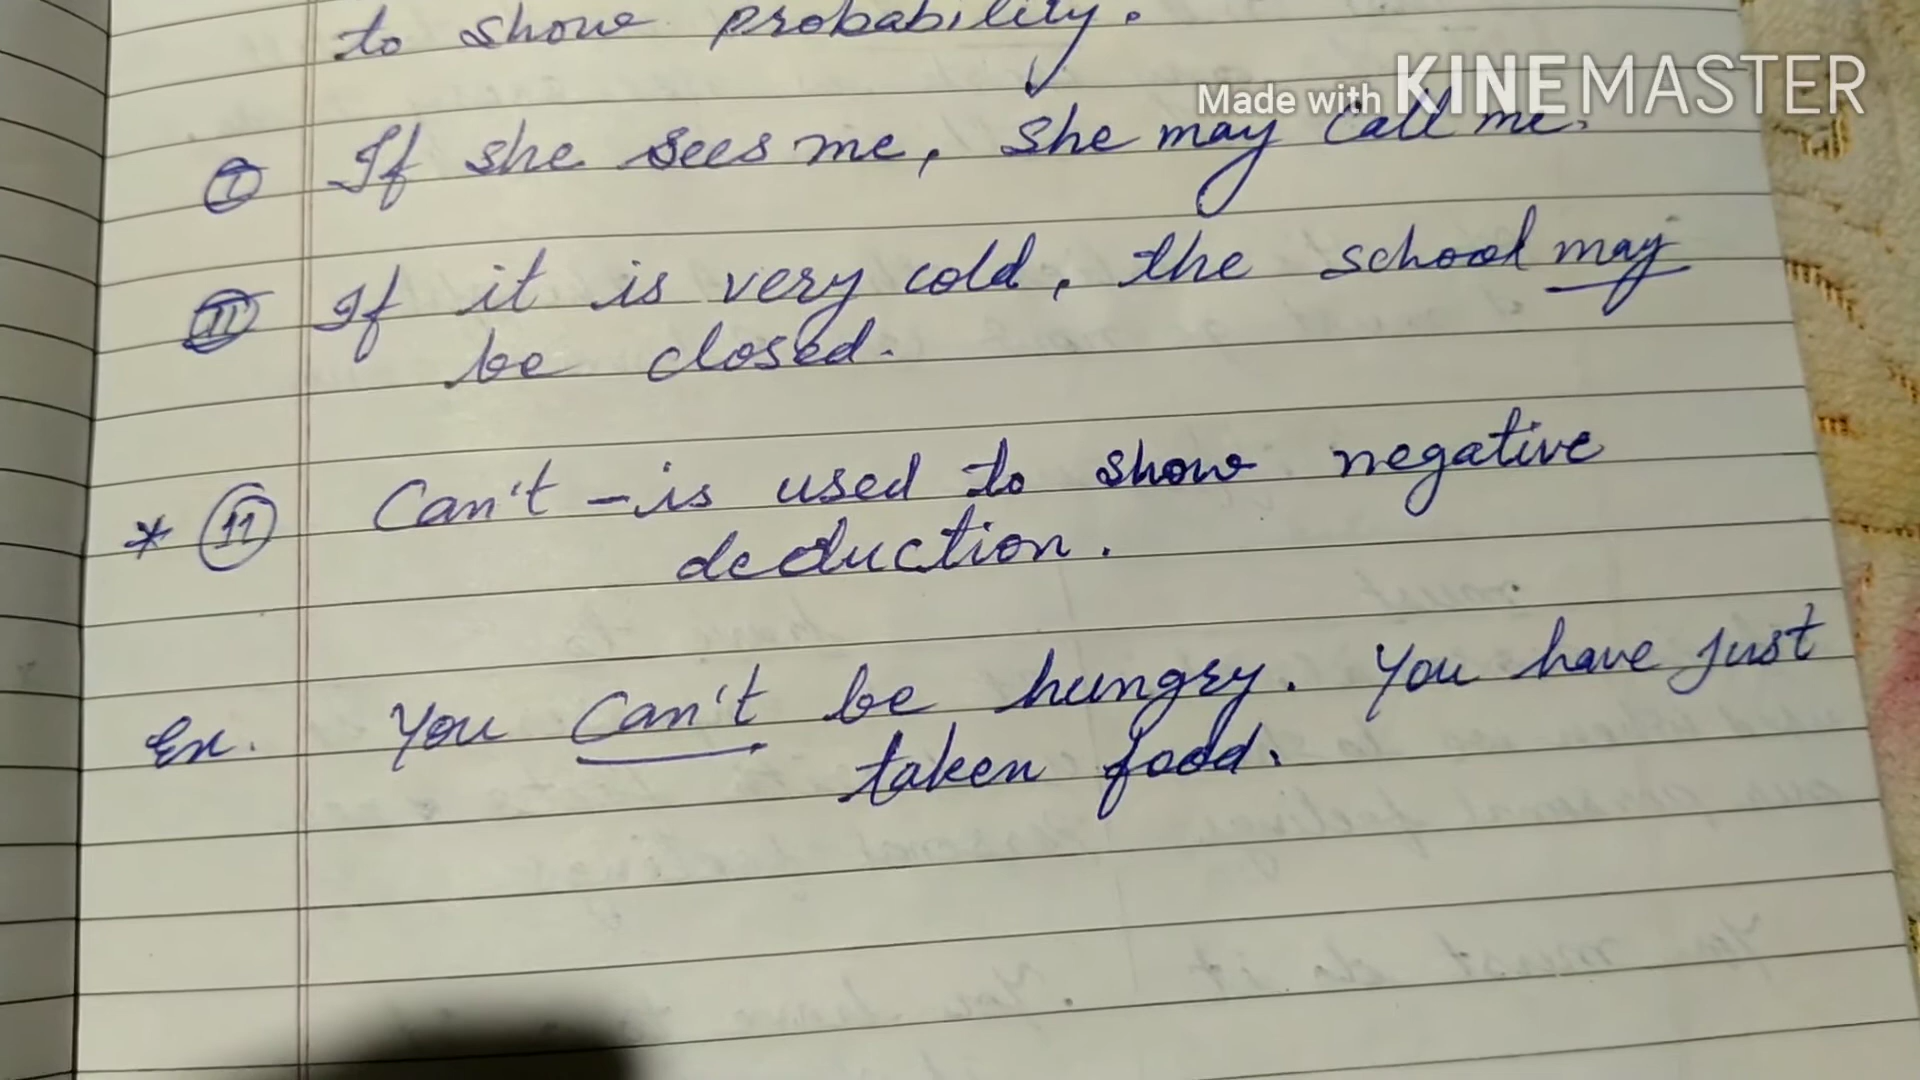 to show probability.
Made with KINEMASTER
I If she sees me, She may call me.
II If it is very cold, the school may
be closed.
* 11 Can't - is used to show negative
deduction.
Ex. You can't be hungry. You have just
taken food.